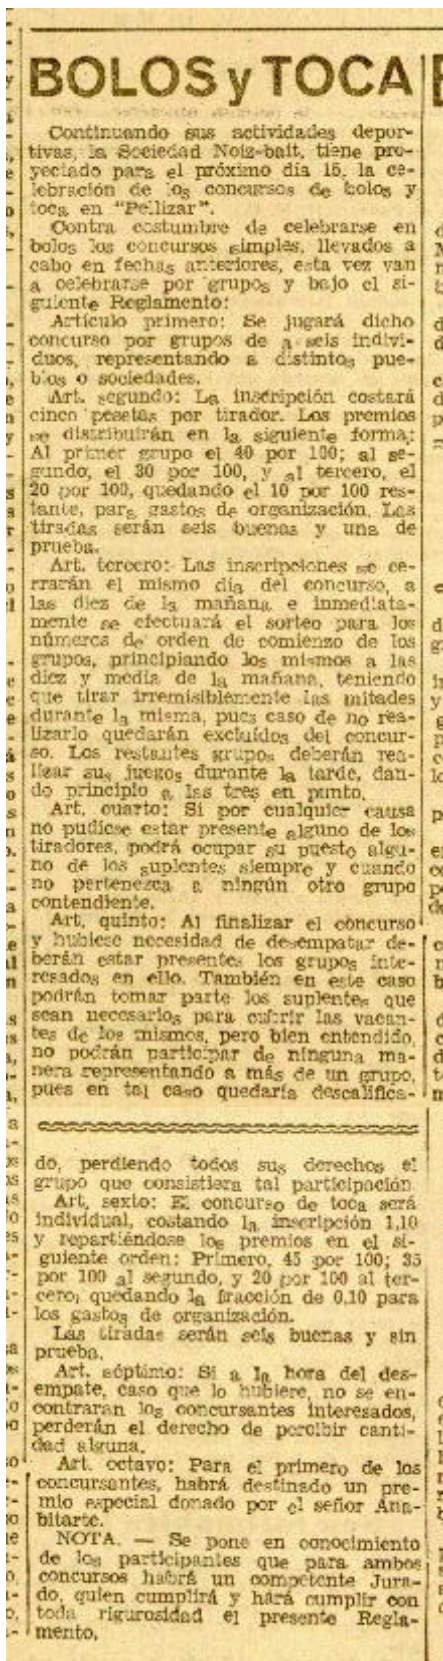 BOLOS y TOCA
Continuando sus actividades depor-
tivas, la Sociedad Noiz-bait, tiene pro-
yectado para el próximo día 15, la ce-
lebración de los concursos de bolos y
toca en "Pellizar".
Contra costumbre de celebrarse en
bolos los concursos simples, llevados a
cabo en fechas anteriores, esta vez van
a celebrarse por grupos y bajo el si-
guiente Reglamento:
Artículo primero: Se jugará dicho
concurso por grupos de a seis indivi-
duos, representando a distintos pue-
blos o sociedades.
Art. segundo: La inscripción costará
cinco pesetas por tirador. Los premios
se distribuirán en la siguiente forma:
Al primer grupo el 40 por 100; al se-
gundo, el 30 por 100, y al tercero, el
20 por 100, quedando el 10 por 100 res-
tante, para gastos de organización. Las
tiradas serán seis buenas y una de
prueba.
Art. tercero: Las inscripciones se ce-
rrarán el mismo día del concurso, a
las diez de la mañana e inmediata-
mente se efectuará el sorteo para los
números de orden de comienzo de los
grupos, principiando los mismos a las
diez y media de la mañana, teniendo
que tirar irremisiblemente las mitades
durante la misma, pues caso de no rea-
lizarlo quedarán excluídos del concur-
so. Los restantes grupos deberán rea-
lizar sus juegos durante la tarde, dan-
do principio a las tres en punto.
Art. cuarto: Si por cualquier causa
no pudiese estar presente alguno de los
tiradores, podrá ocupar su puesto algu-
no de los suplentes siempre y cuando
no pertenezca a ningún otro grupo
contendiente.
Art. quinto: Al finalizar el concurso
y hubiese necesidad de desempatar de-
berán estar presentes los grupos inte-
resados en ello. También en este caso
podrán tomar parte los suplentes que
sean necesarios para cubrir las vacan-
tes de los mismos, pero bien entendido,
no podrán participar de ninguna ma-
nera representando a más de un grupo,
pues en tal caso quedaría descalifica-
do, perdiendo todos sus derechos el
grupo que consistiera tal participación
Art. sexto: El concurso de toca será
individual, costando la inscripción 1,10
y repartiéndose los premios en el si-
guiente orden: Primero, 45 por 100; 35
por 100 al segundo, y 20 por 100 al ter-
cero; quedando la fracción de 0,10 para
los gastos de organización.
Las tiradas serán seis buenas y sin
prueba.
Art. séptimo: Si a la hora del des-
empate, caso que lo hubiere, no se en-
contraran los concursantes interesados,
perderán el derecho de percibir canti-
dad alguna.
Art. octavo: Para el primero de los
concursantes, habrá destinado un pre-
mio especial donado por el señor Ana-
bitarte.
NOTA. — Se pone en conocimiento
de los participantes que para ambos
concursos habrá un competente Jura-
do, quien cumplirá y hará cumplir con
toda rigurosidad el presente Regla-
mento.